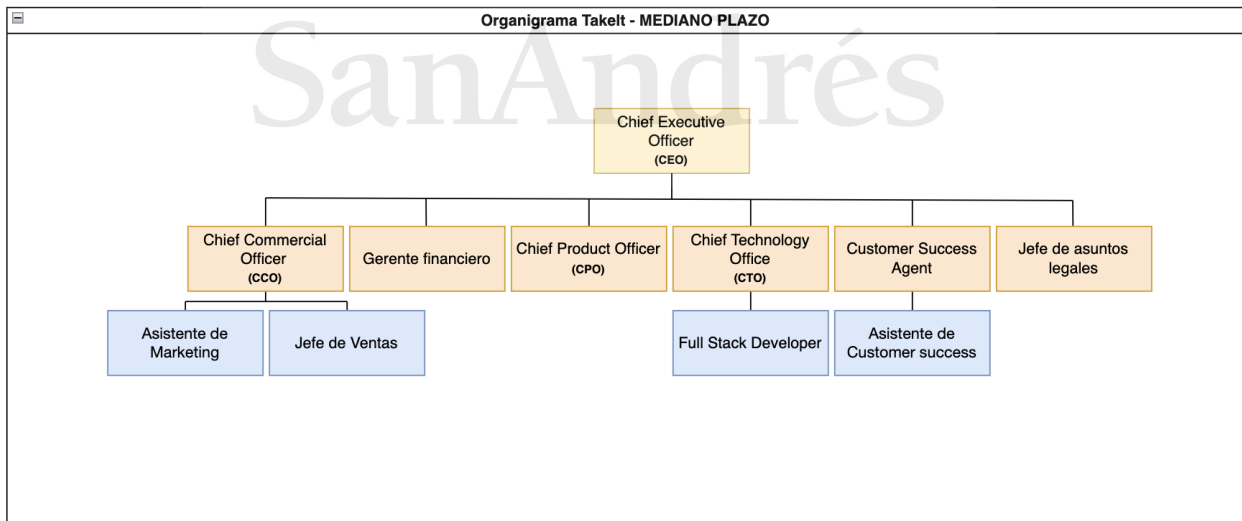 Organigrama TakeIt - MEDIANO PLAZO
SanAndrés
Chief Executive
Officer
(CEO)
Chief Commercial
Officer
(CCO)
Gerente financiero
Chief Product Officer
(CPO)
Chief Technology
Office
(CTO)
Customer Success
Agent
Jefe de asuntos
legales
Asistente de
Marketing
Jefe de Ventas
Full Stack Developer
Asistente de
Customer success